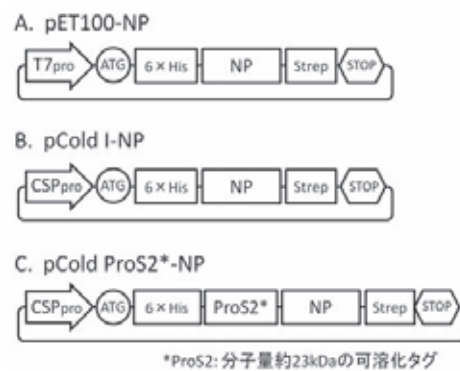 A. pET100-NP
T7pro ATG 6 × His NP Strep STOP
B. pCold I-NP
CSPpro ATG 6 × His NP Strep STOP
C. pCold ProS2*-NP
CSPpro ATG 6 × His ProS2* NP Strep STOP
*ProS2: 分子量約23kDaの可溶化タグ